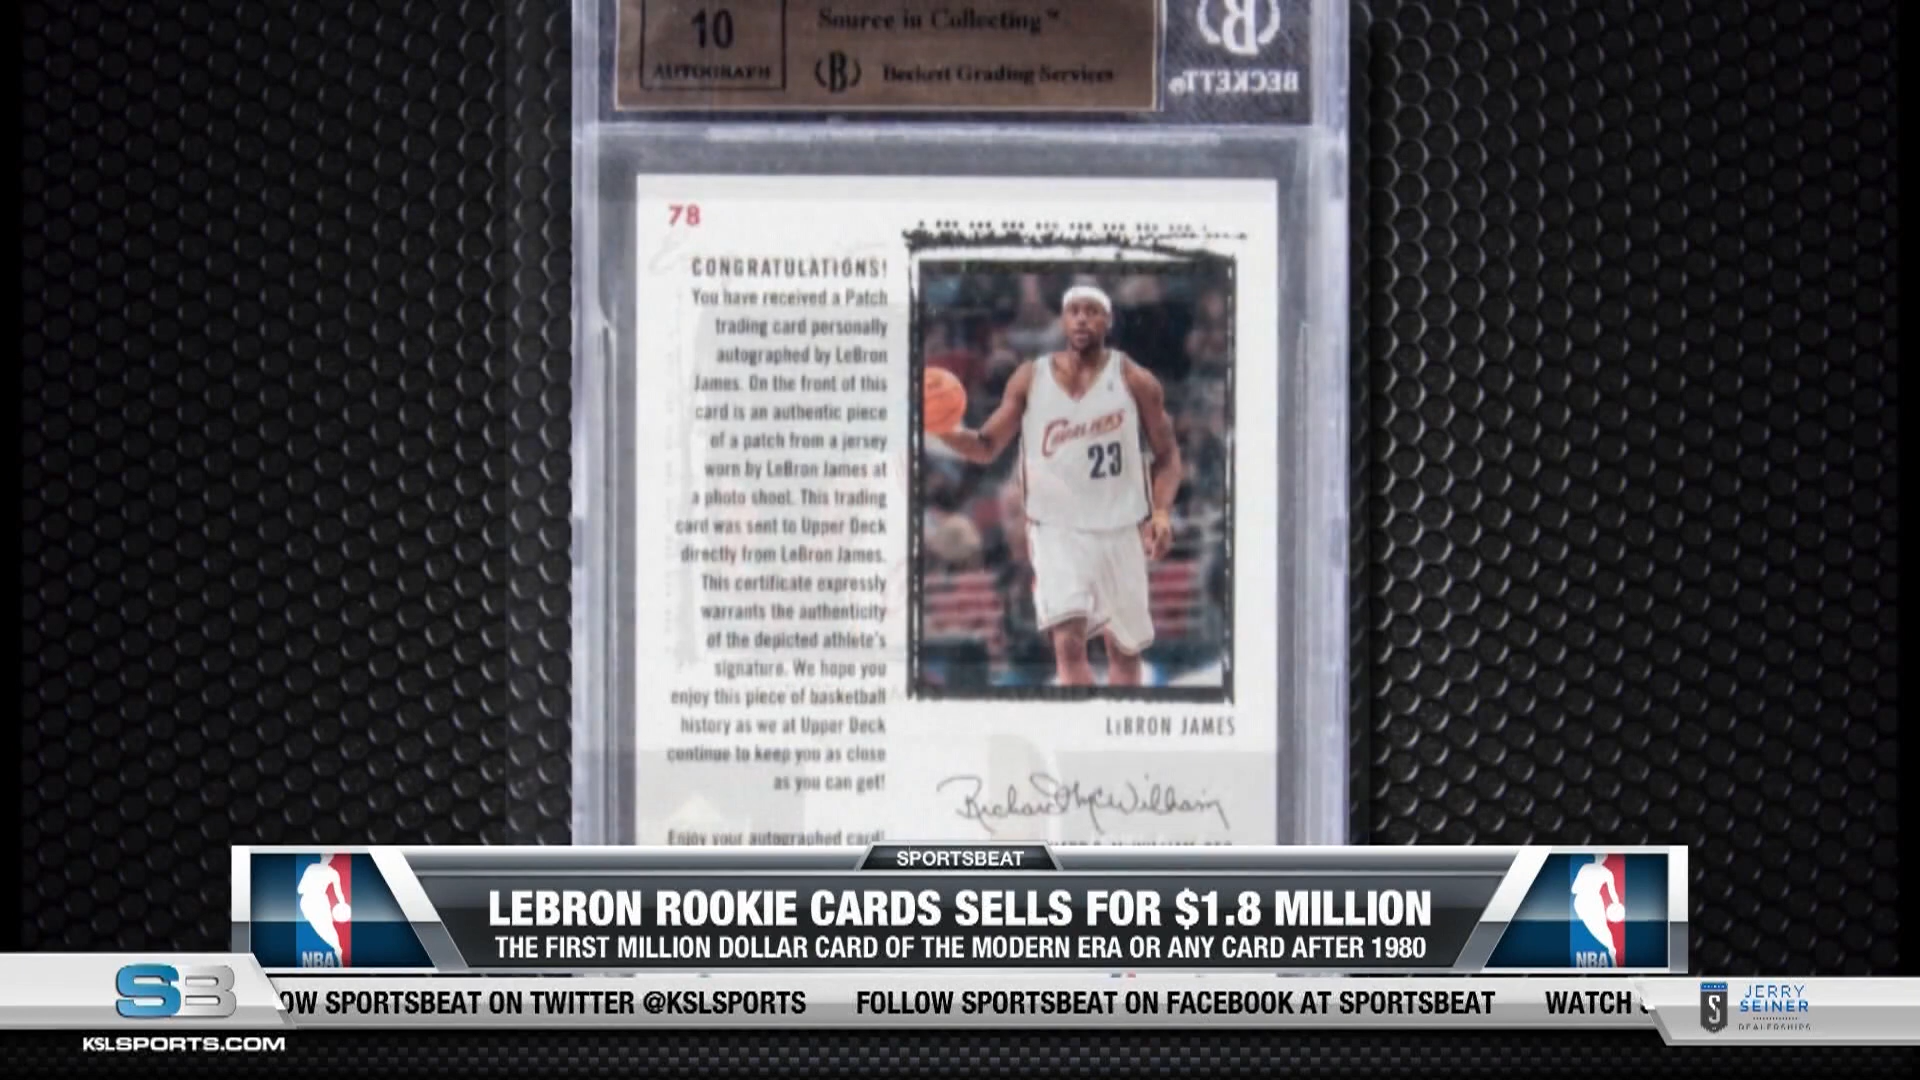 10
AUTOGRAPH
Source in Collecting™
(B) Beckett Grading Services
B
BECKETT
78
CONGRATULATIONS!
You have received a Patch
trading card personally
autographed by LeBron
James. On the front of this
card is an authentic piece
of a patch from a jersey
worn by LeBron James at
a photo shoot. This trading
card was sent to Upper Deck
directly from LeBron James.
This certificate expressly
warrants the authenticity
of the depicted athlete's
signature. We hope you
enjoy this piece of basketball
history as we at Upper Deck
continue to keep you as close
as you can get!
Enjoy your autographed card!
CAVALIERS
23
LEBRON JAMES
Richard McWilliam
SPORTSBEAT
LEBRON ROOKIE CARDS SELLS FOR $1.8 MILLION
THE FIRST MILLION DOLLAR CARD OF THE MODERN ERA OR ANY CARD AFTER 1980
NBA
NBA
SB
OW SPORTSBEAT ON TWITTER @KSLSPORTS FOLLOW SPORTSBEAT ON FACEBOOK AT SPORTSBEAT WATCH
KSLSPORTS.COM
S
JERRY
SEINER
DEALERSHIPS